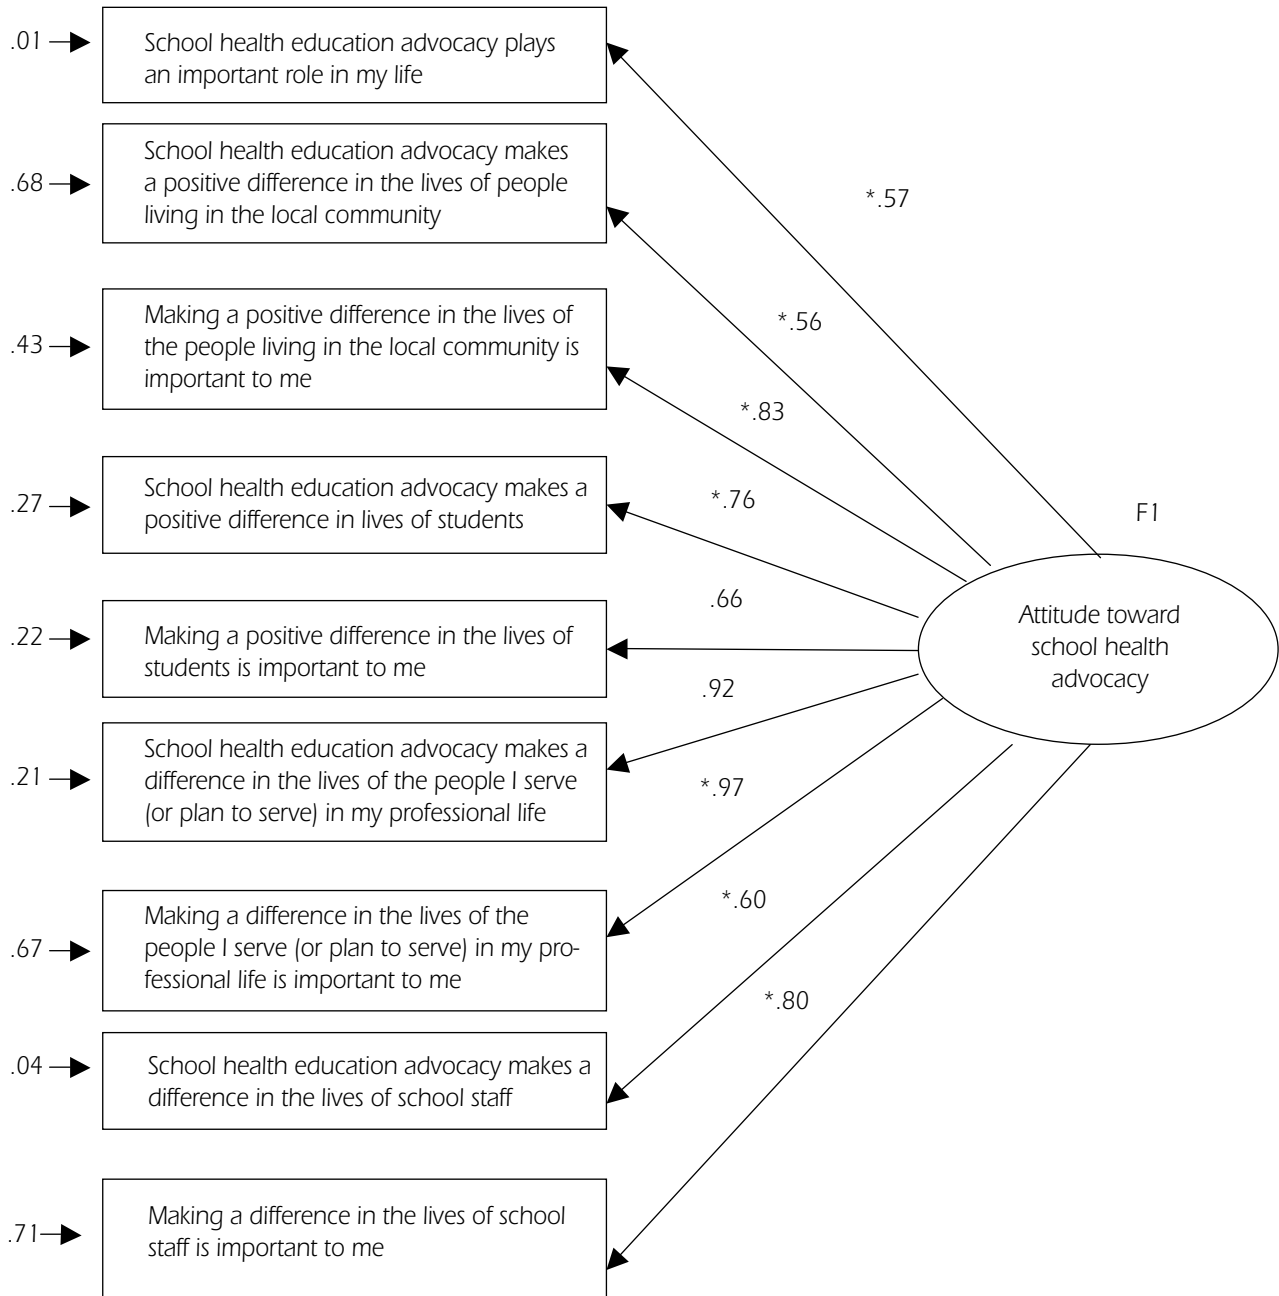 .01
School health education advocacy plays
an important role in my life
.68
School health education advocacy makes
a positive difference in the lives of people
living in the local community
*.57
.43
Making a positive difference in the lives of
the people living in the local community is
important to me
*.56
*.83
.27
School health education advocacy makes a
positive difference in lives of students
*.76
F1
.22
Making a positive difference in the lives of
students is important to me
.66
Attitude toward
school health
advocacy
.92
.21
School health education advocacy makes a
difference in the lives of the people I serve
(or plan to serve) in my professional life
*.97
.67
Making a difference in the lives of the
people I serve (or plan to serve) in my pro-
fessional life is important to me
*.60
.04
School health education advocacy makes a
difference in the lives of school staff
*.80
.71
Making a difference in the lives of school
staff is important to me